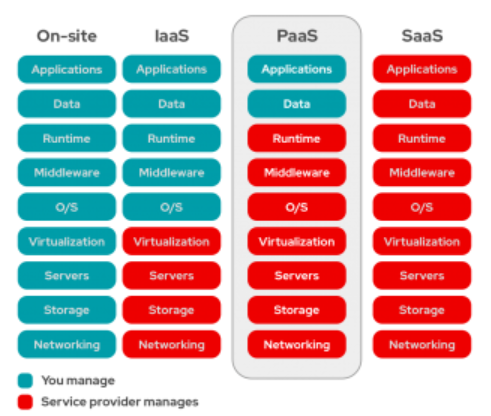 On-site IaaS PaaS SaaS
Applications Applications Applications Applications
Data Data Data Data
Runtime Runtime Runtime Runtime
Middleware Middleware Middleware Middleware
O/S O/S O/S O/S
Virtualization Virtualization Virtualization Virtualization
Servers Servers Servers Servers
Storage Storage Storage Storage
Networking Networking Networking Networking
You manage
Service provider manages